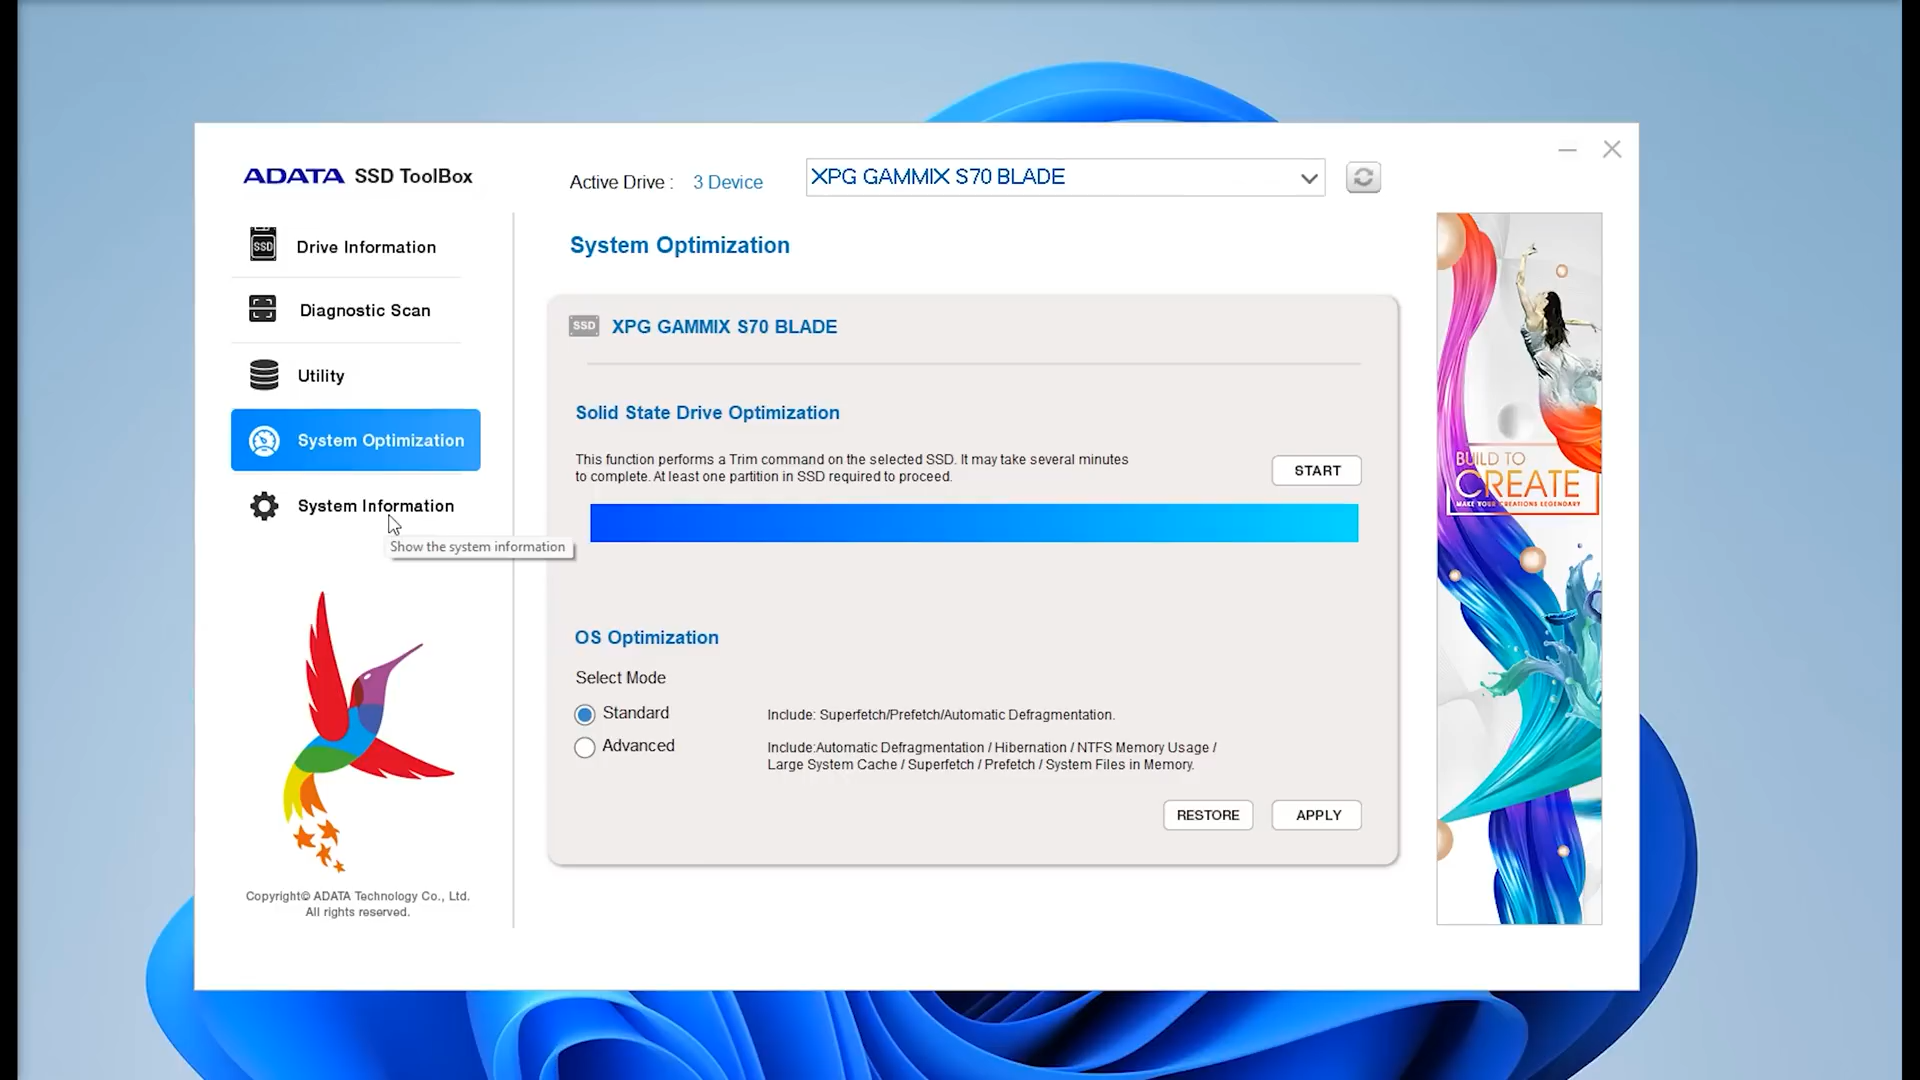 ADATA SSD ToolBox
Active Drive : 3 Device
XPG GAMMIX S70 BLADE
SSD
Drive Information
Diagnostic Scan
Utility
System Optimization
System Information
Show the system information
Copyright© ADATA Technology Co., Ltd.
All rights reserved.
System Optimization
SSD
XPG GAMMIX S70 BLADE
Solid State Drive Optimization
This function performs a Trim command on the selected SSD. It may take several minutes
to complete. At least one partition in SSD required to proceed.
START
OS Optimization
Select Mode
Standard
Include: Superfetch/Prefetch/Automatic Defragmentation.
Advanced
Include:Automatic Defragmentation / Hibernation / NTFS Memory Usage /
Large System Cache / Superfetch / Prefetch / System Files in Memory.
RESTORE
APPLY
BUILD TO
CREATE
MAKE YOUR CREATIONS LEGENDARY